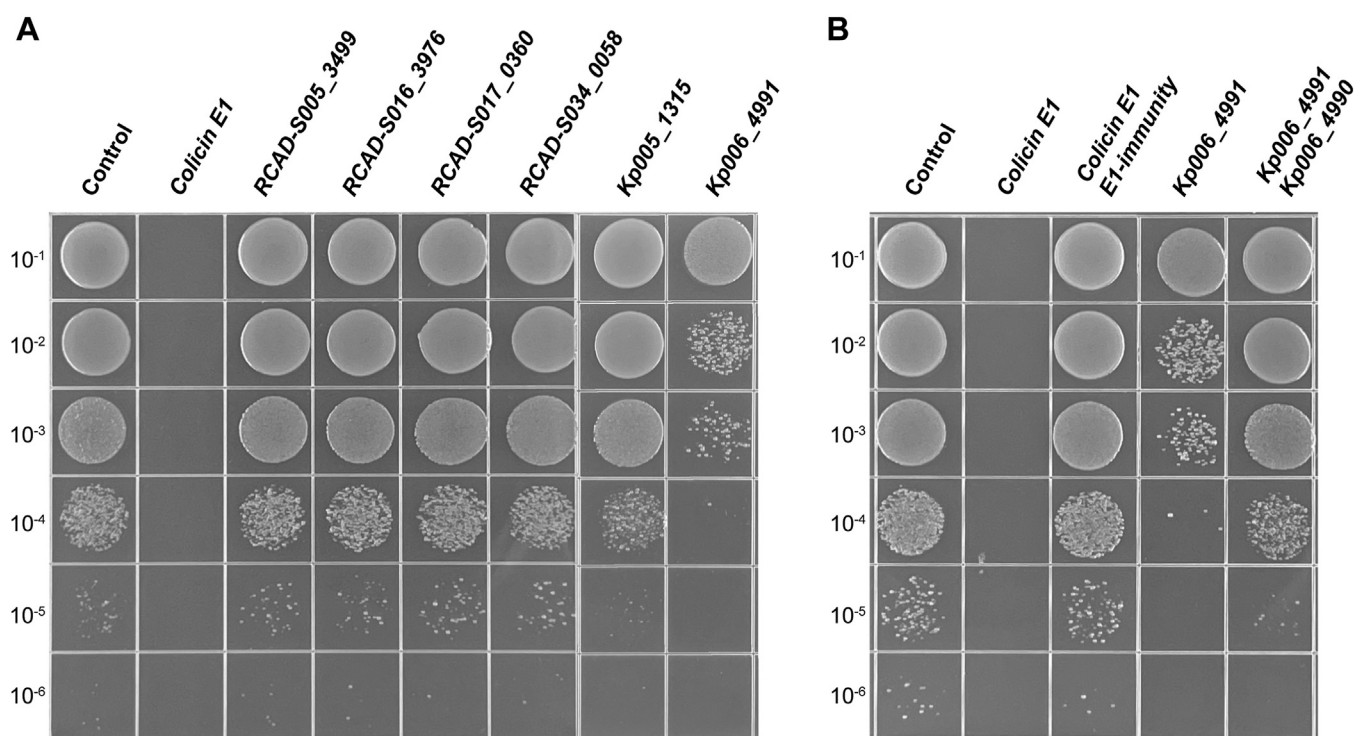 A
Control
Colicin E1
RCAD-S005_3499
RCAD-S016_3976
RCAD-S017_0360
RCAD-S034_0058
Kp005_1315
Kp006_4991
10-1
10-2
10-3
10-4
10-5
10-6
B
Control
Colicin E1
Colicin E1
E1-immunity
Kp006_4991
Kp006_4991
Kp006_4990
10-1
10-2
10-3
10-4
10-5
10-6